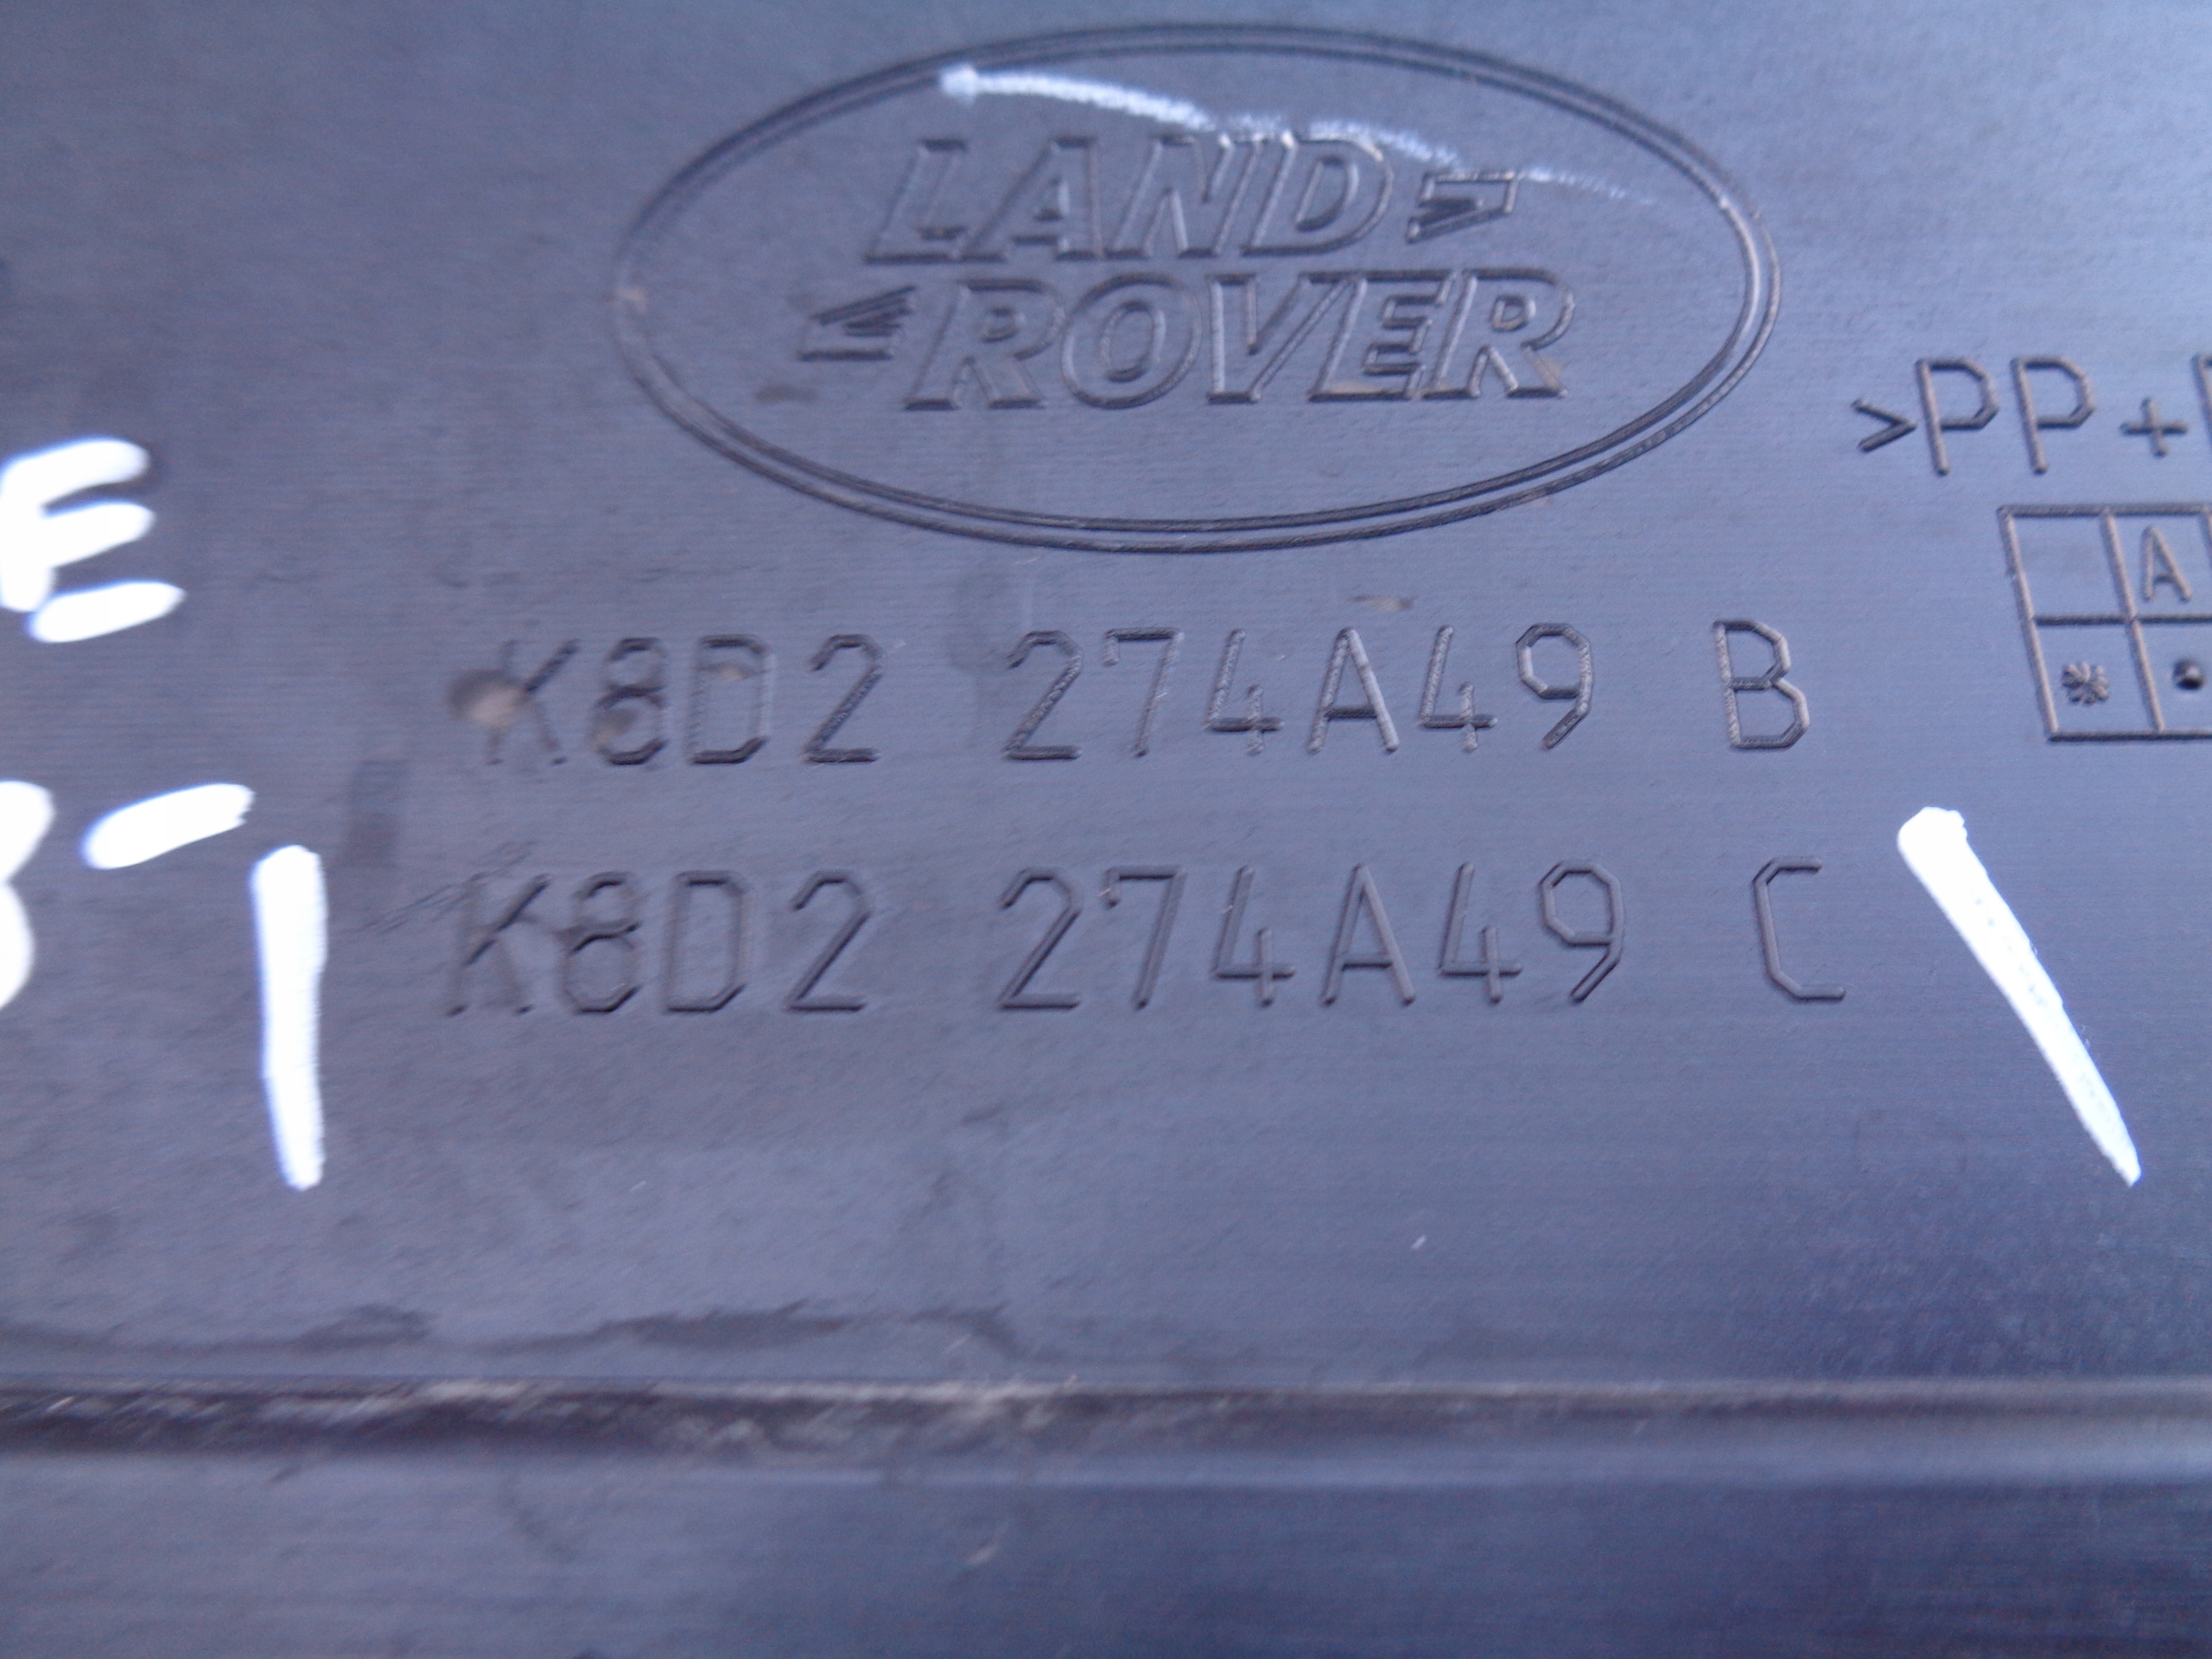 LAND
ROVER
>PP+
A
E
K8D2 274A49 B
K8D2 274A49 C